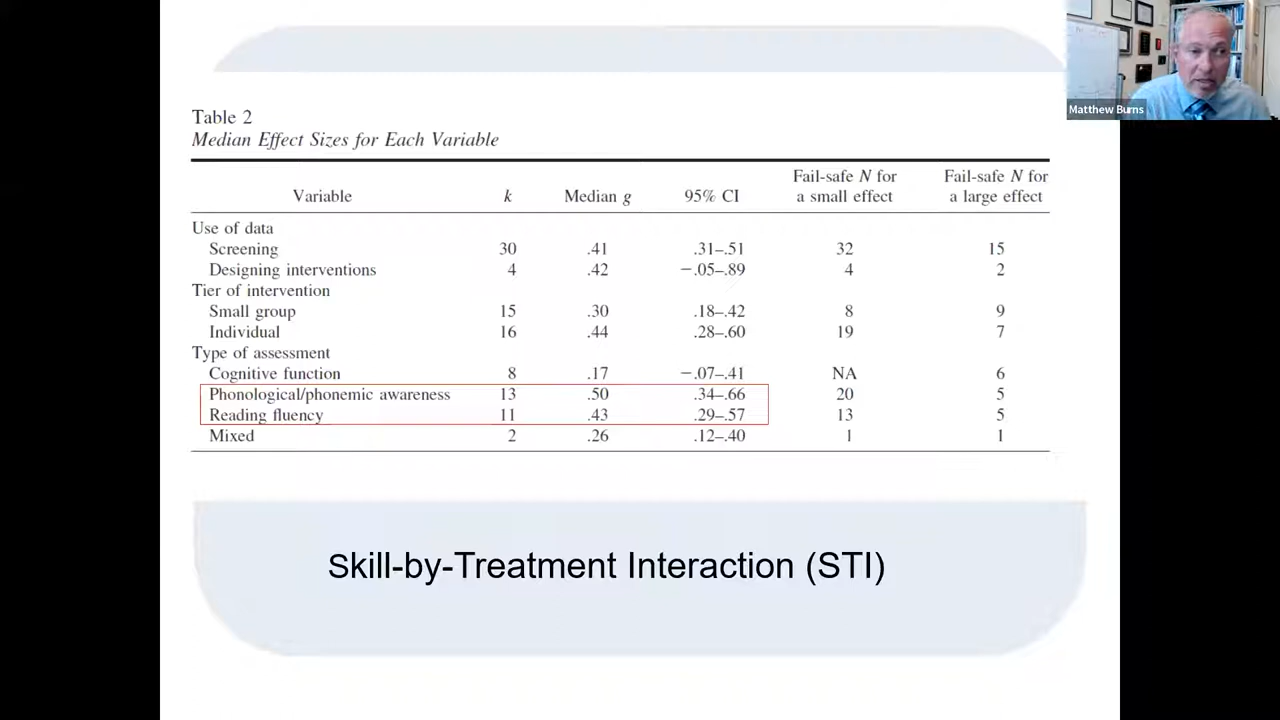 Matthew Burns
Table 2
Median Effect Sizes for Each Variable
Fail-safe N for Fail-safe N for
Variable k Median g 95% CI a small effect a large effect
Use of data
Screening 30 .41 .31–.51 32 15
Designing interventions 4 .42 −.05–.89 4 2
Tier of intervention
Small group 15 .30 .18–.42 8 9
Individual 16 .44 .28–.60 19 7
Type of assessment
Cognitive function 8 .17 −.07–.41 NA 6
Phonological/phonemic awareness 13 .50 .34–.66 20 5
Reading fluency 11 .43 .29–.57 13 5
Mixed 2 .26 .12–.40 1 1
Skill-by-Treatment Interaction (STI)